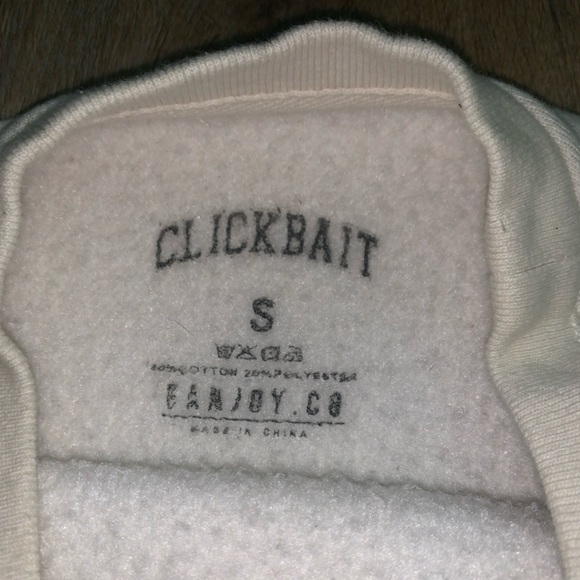 CLICKBAIT
S
80%COTTON 20%POLYESTER
FANJOY.CO
MADE IN CHINA